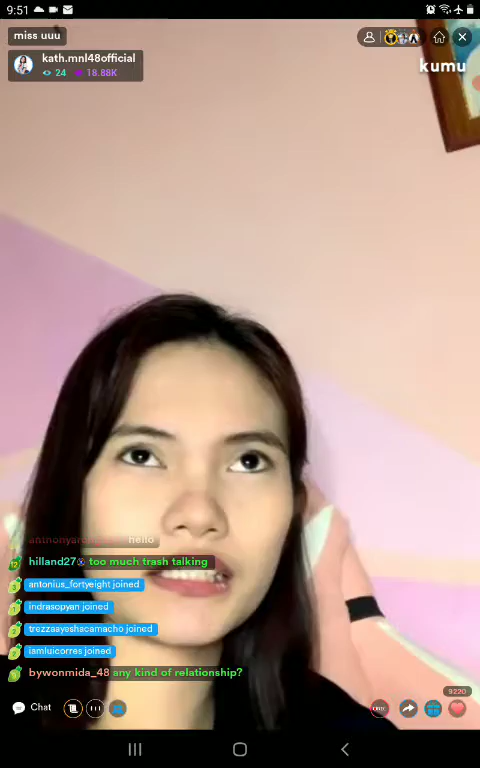 9:51
miss uuu
kath.mnl48official
24 18.88K
kumu
hello
hilland27 too much trash talking
antonius_fortyeight joined
indrasopyan joined
trezzaayeshacamacho joined
iamluicorres joined
bywonmida_48 any kind of relationship?
9220
Chat